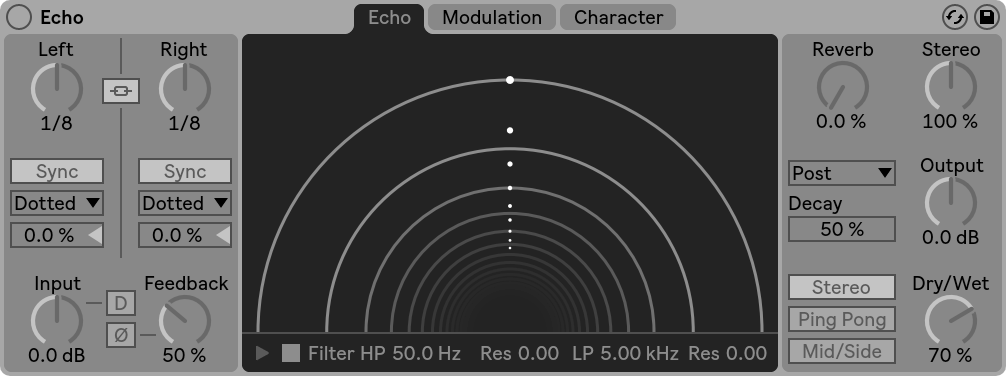 Echo
Echo Modulation Character
Left Right
1/8 1/8
Sync Sync
Dotted Dotted
0.0 % 0.0 %
Input Feedback
D
Ø
0.0 dB 50 %
Filter HP 50.0 Hz Res 0.00 LP 5.00 kHz Res 0.00
Reverb Stereo
0.0 % 100 %
Post
Output
Decay
50 %
0.0 dB
Stereo
Dry/Wet
Ping Pong
Mid/Side
70 %